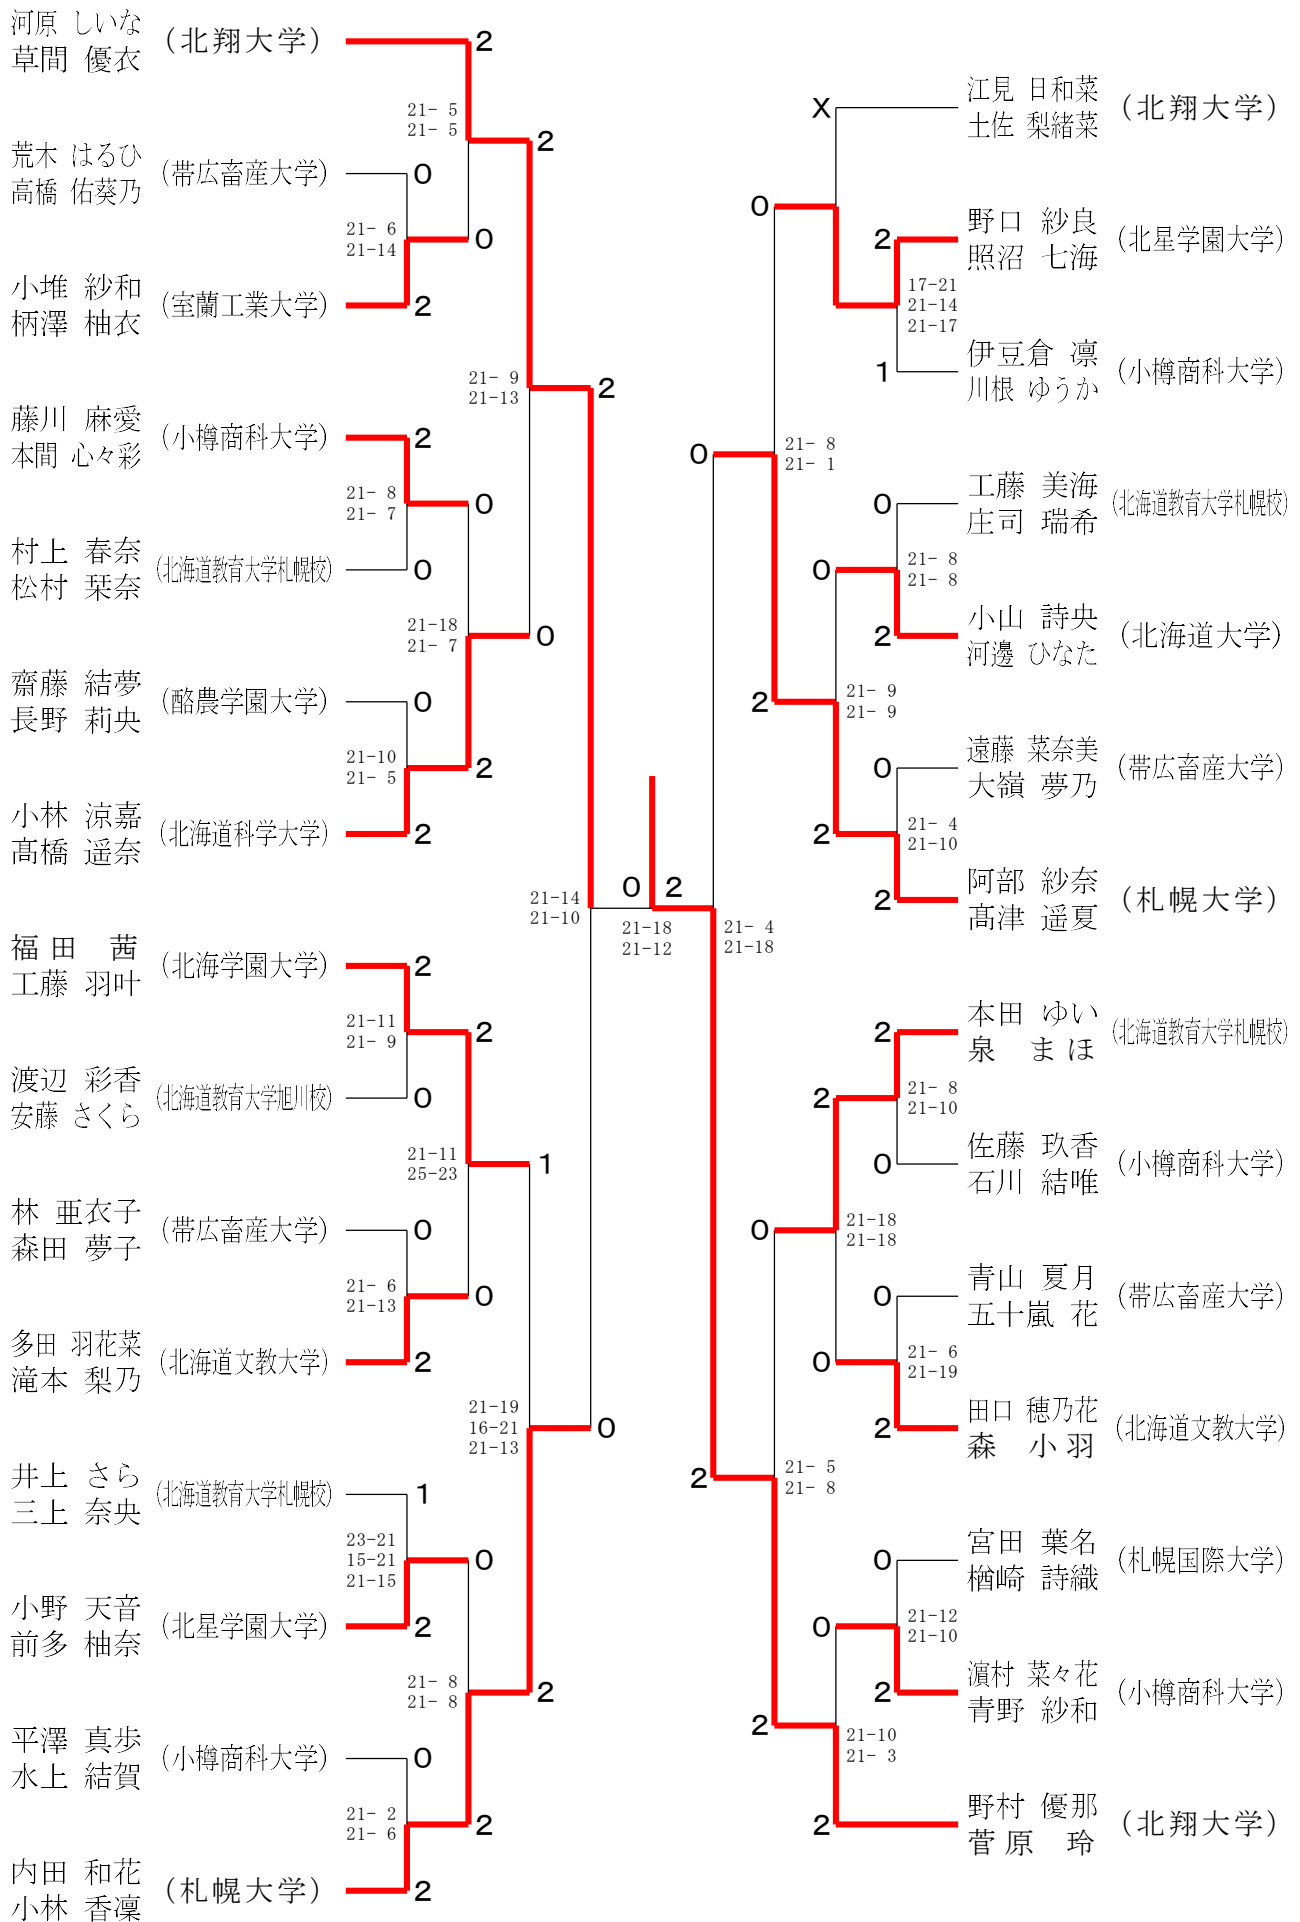 河原 しいな
草間 優衣
(北翔大学)
2
21- 5
21- 5
2
荒木 はるひ
高橋 佑葵乃
(帯広畜産大学)
0
21- 6
21-14
0
小堆 紗和
柄澤 柚衣
(室蘭工業大学)
2
21- 9
21-13
2
藤川 麻愛
本間 心々彩
(小樽商科大学)
2
21- 8
21- 7
0
村上 春奈
松村 栞奈
(北海道教育大学札幌校)
0
21-18
21- 7
0
齋藤 結夢
長野 莉央
(酪農学園大学)
0
21-10
21- 5
2
小林 涼嘉
髙橋 遥奈
(北海道科学大学)
2
21-14
21-10
福田 茜
工藤 羽叶
(北海学園大学)
2
21-11
21- 9
2
渡辺 彩香
安藤 さくら
(北海道教育大学旭川校)
0
21-11
25-23
1
林 亜衣子
森田 夢子
(帯広畜産大学)
0
21- 6
21-13
0
多田 羽花菜
滝本 梨乃
(北海道文教大学)
2
21-19
16-21
21-13
0
井上 さら
三上 奈央
(北海道教育大学札幌校)
1
23-21
15-21
21-15
0
小野 天音
前多 柚奈
(北星学園大学)
2
21- 8
21- 8
2
平澤 真歩
水上 結賀
(小樽商科大学)
0
21- 2
21- 6
2
内田 和花
小林 香凜
(札幌大学)
2
0 2
21-18
21-12
X
江見 日和菜
土佐 梨緒菜
(北翔大学)
0
2
野口 紗良
照沼 七海
(北星学園大学)
17-21
21-14
21-17
1
伊豆倉 凛
川根 ゆうか
(小樽商科大学)
0
21- 8
21- 1
0
工藤 美海
庄司 瑞希
(北海道教育大学札幌校)
0
21- 8
21- 8
2
小山 詩央
河邊 ひなた
(北海道大学)
2
21- 9
21- 9
0
遠藤 菜奈美
大嶺 夢乃
(帯広畜産大学)
2
21- 4
21-10
2
阿部 紗奈
髙津 遥夏
(札幌大学)
21- 4
21-18
2
本田 ゆい
泉 まほ
(北海道教育大学札幌校)
2
21- 8
21-10
0
佐藤 玖香
石川 結唯
(小樽商科大学)
0
21-18
21-18
0
青山 夏月
五十嵐 花
(帯広畜産大学)
0
21- 6
21-19
2
田口 穂乃花
森 小羽
(北海道文教大学)
2
21- 5
21- 8
0
宮田 葉名
楢崎 詩織
(札幌国際大学)
0
21-12
21-10
2
濵村 菜々花
青野 紗和
(小樽商科大学)
2
21-10
21- 3
2
野村 優那
菅原 玲
(北翔大学)